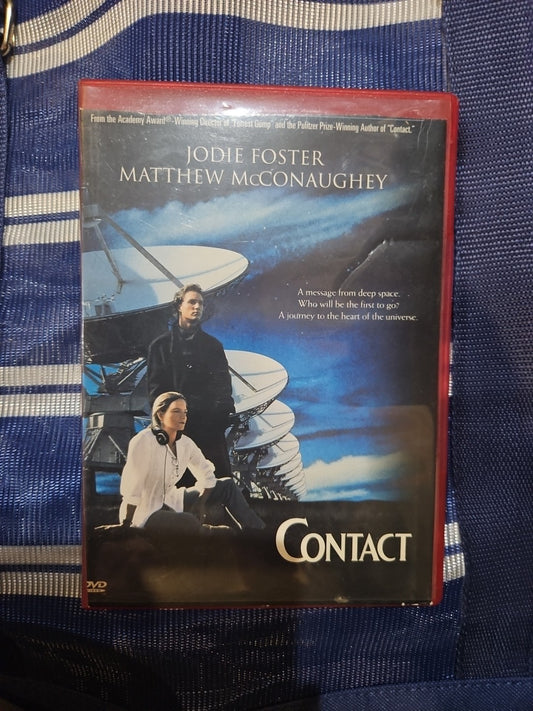 From the Academy Award®-Winning Director of "Forrest Gump" and the Pulitzer Prize-Winning Author of "Contact."
JODIE FOSTER
MATTHEW McCONAUGHEY
A message from deep space.
Who will be the first to go?
A journey to the heart of the universe.
CONTACT
DVD
VIDEO